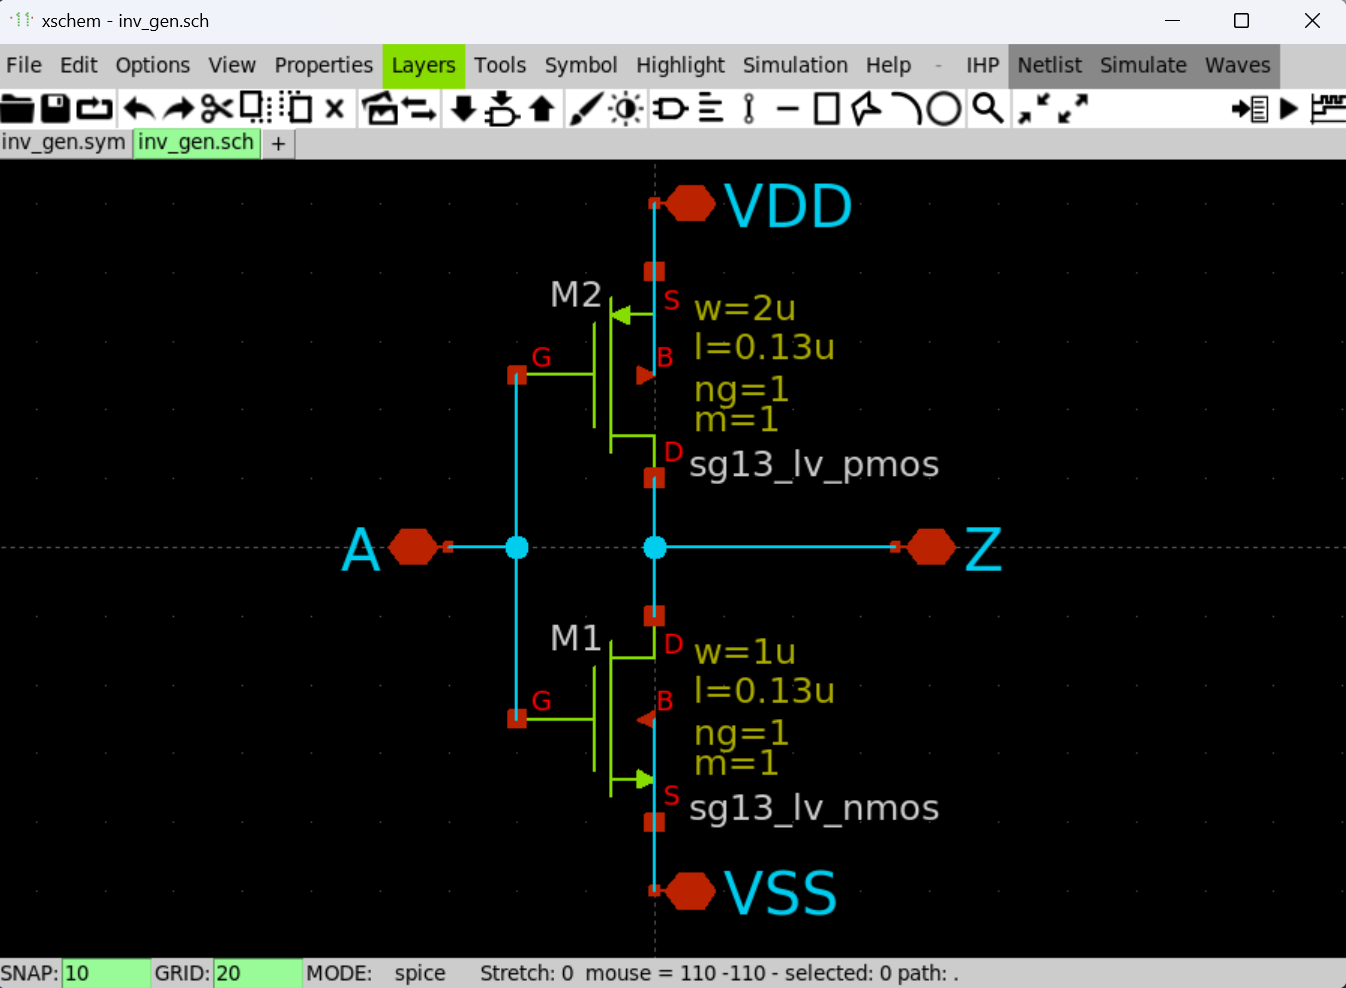 xschem - inv_gen.sch
File Edit Options View Properties Layers Tools Symbol Highlight Simulation Help - IHP Netlist Simulate Waves
inv_gen.sym inv_gen.sch +
VDD
M2
S
w=2u
G
B
l=0.13u
ng=1
m=1
D
sg13_lv_pmos
A
Z
M1
D
w=1u
G
B
l=0.13u
ng=1
m=1
S
sg13_lv_nmos
VSS
SNAP: 10 GRID: 20 MODE: spice Stretch: 0 mouse = 110 -110 - selected: 0 path: .